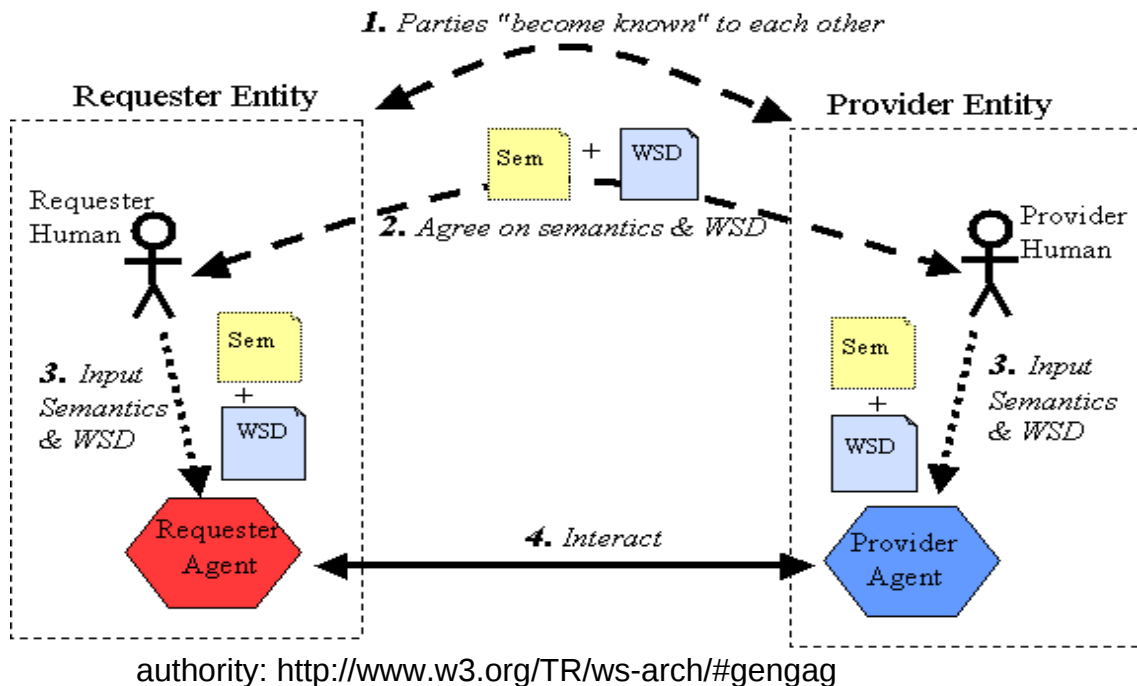 1. Parties "become known" to each other
Requester Entity
Provider Entity
Sem
+
WSD
Requester
Human
2. Agree on semantics & WSD
Provider
Human
Sem
+
WSD
3. Input
Semantics
& WSD
Sem
+
WSD
3. Input
Semantics
& WSD
Requester
Agent
4. Interact
Provider
Agent
authority: http://www.w3.org/TR/ws-arch/#gengag